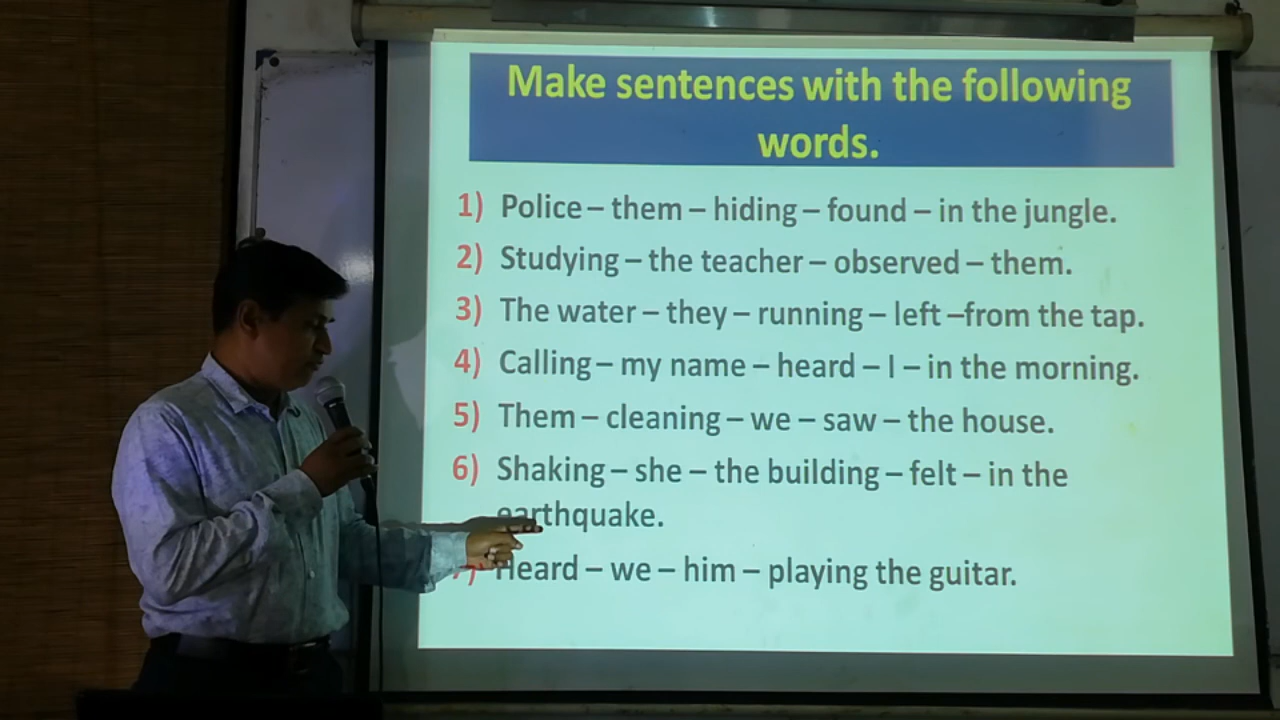 Make sentences with the following
words.
1) Police – them – hiding – found – in the jungle.
2) Studying – the teacher – observed – them.
3) The water – they – running – left –from the tap.
4) Calling – my name – heard – I – in the morning.
5) Them – cleaning – we – saw – the house.
6) Shaking – she – the building – felt – in the
earthquake.
7) Heard – we – him – playing the guitar.